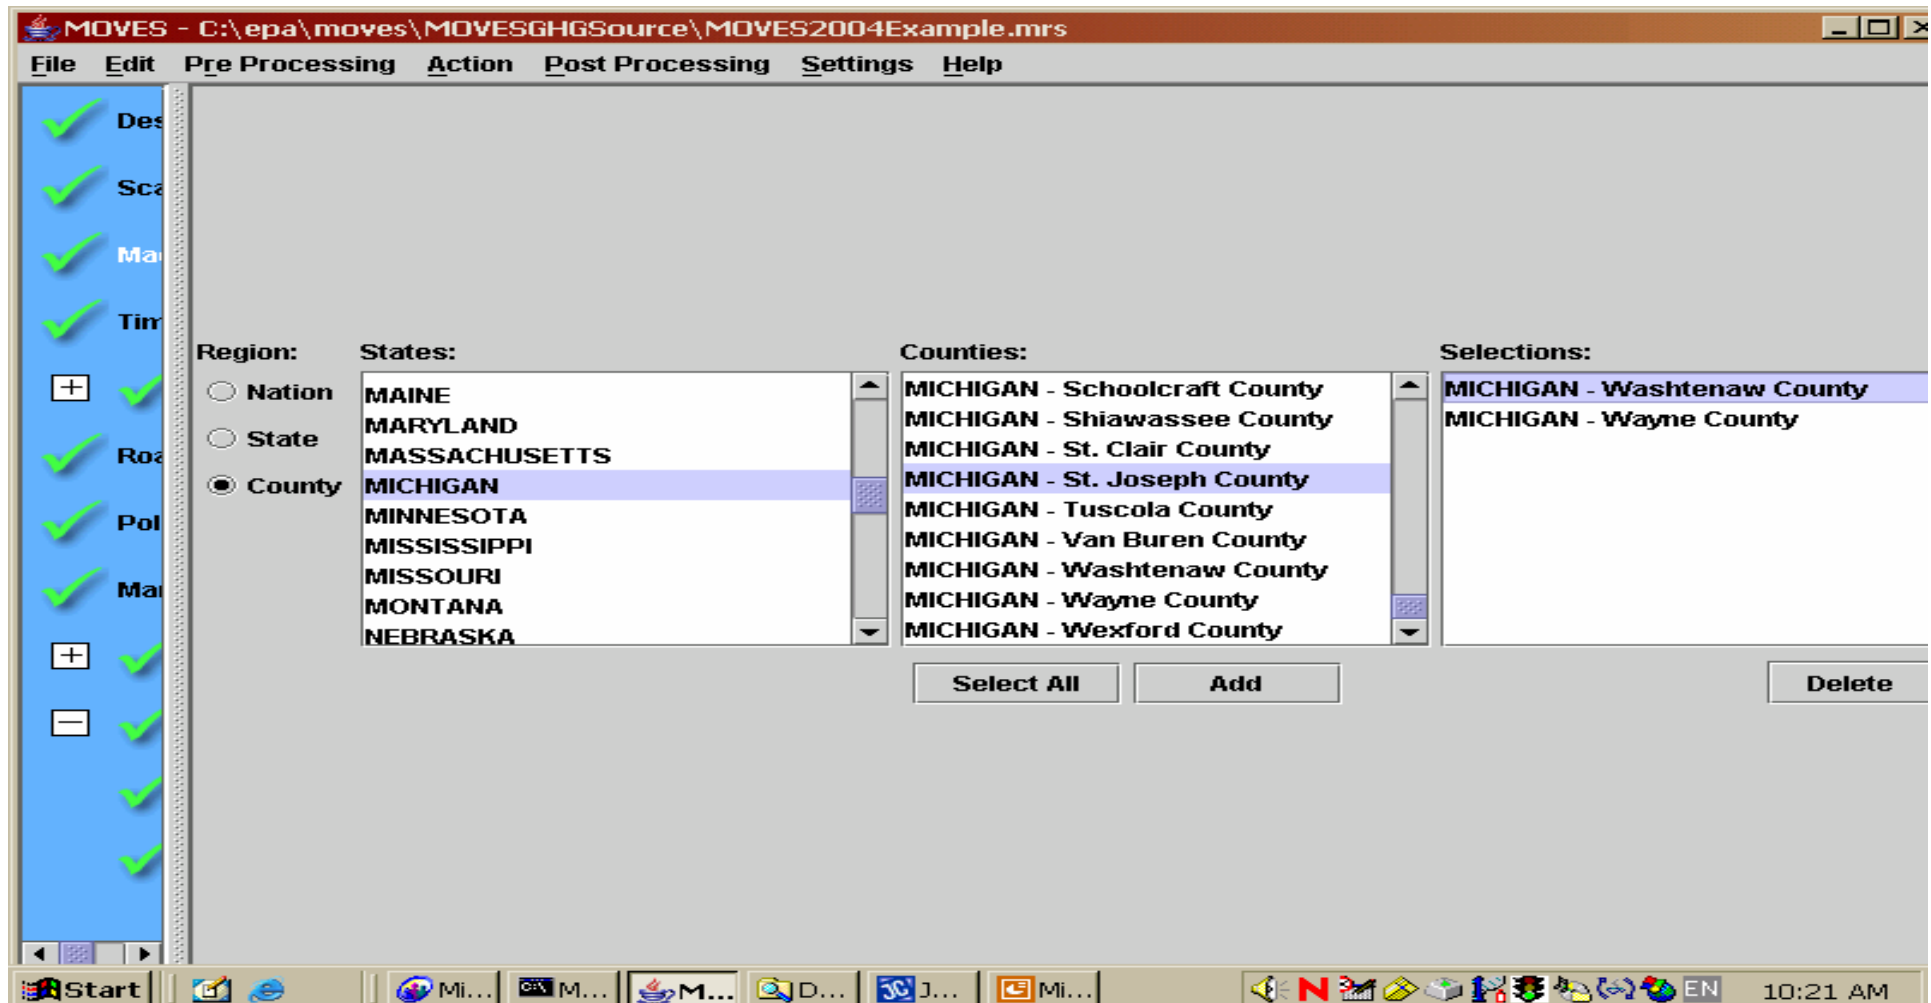 MOVES - C:\epa\moves\MOVESGHGSource\MOVES2004Example.mrs
File Edit Pre Processing Action Post Processing Settings Help
Des
Sca
Mac
Tim
Roa
Pol
Man
Region: States: Counties: Selections:
Nation
State
County
MAINE
MARYLAND
MASSACHUSETTS
MICHIGAN
MINNESOTA
MISSISSIPPI
MISSOURI
MONTANA
NEBRASKA
MICHIGAN - Schoolcraft County
MICHIGAN - Shiawassee County
MICHIGAN - St. Clair County
MICHIGAN - St. Joseph County
MICHIGAN - Tuscola County
MICHIGAN - Van Buren County
MICHIGAN - Washtenaw County
MICHIGAN - Wayne County
MICHIGAN - Wexford County
MICHIGAN - Washtenaw County
MICHIGAN - Wayne County
Select All Add Delete
Start Mi... M... M... D... J... Mi... N EN 10:21 AM